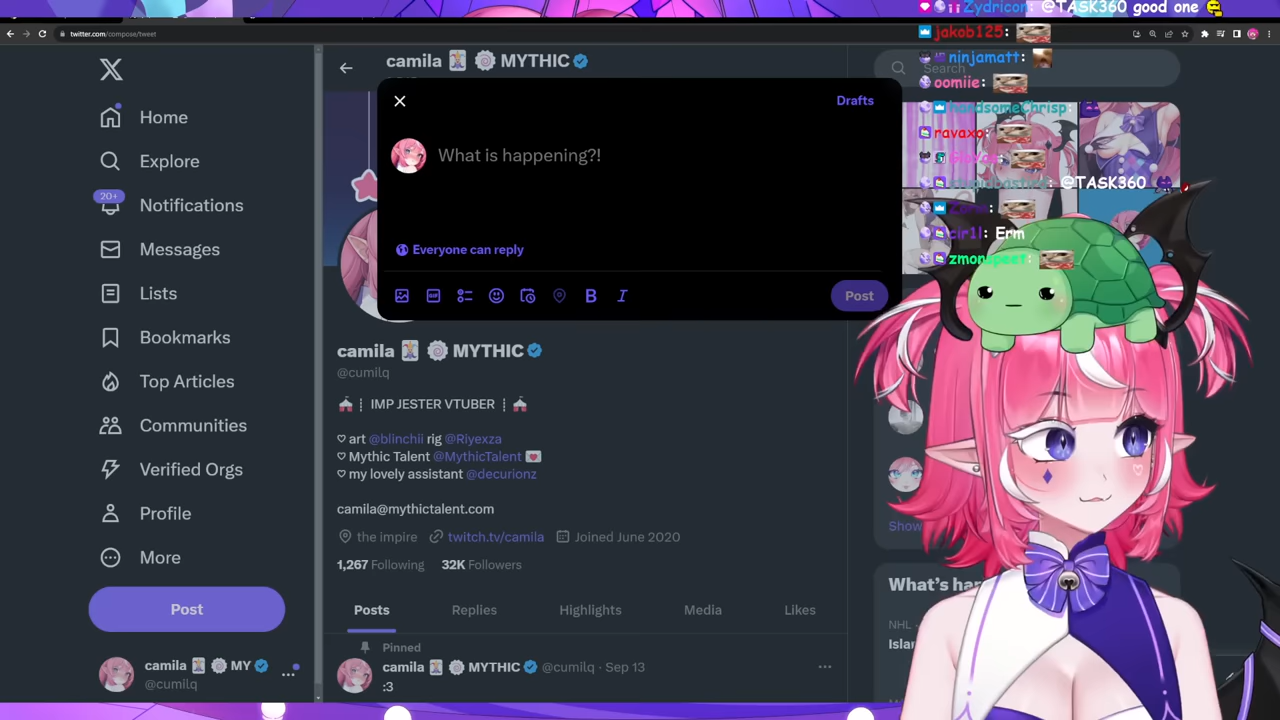 twitter.com/compose/tweet
Home
Explore
20+
Notifications
Messages
Lists
Bookmarks
Top Articles
Communities
Verified Orgs
Profile
More
Post
camila MY
@cumilq
camila MYTHIC
Drafts
What is happening?!
Everyone can reply
B I
Post
camila MYTHIC
@cumilq
┊ IMP JESTER VTUBER ┊
♡ art @blinchii rig @Riyexza
♡ Mythic Talent @MythicTalent
♡ my lovely assistant @decurionz
camila@mythictalent.com
the impire twitch.tv/camila Joined June 2020
1,267 Following 32K Followers
Posts Replies Highlights Media Likes
Pinned
camila MYTHIC @cumilq · Sep 13
:3
Search
Show
What's ha
NHL
Islan
Zydricon: @TASK360 good one
jakob125:
ninjamatt:
oomiie:
handsomeChrisp:
ravaxo:
@TASK360
cir1l: Erm
zmonspeet: